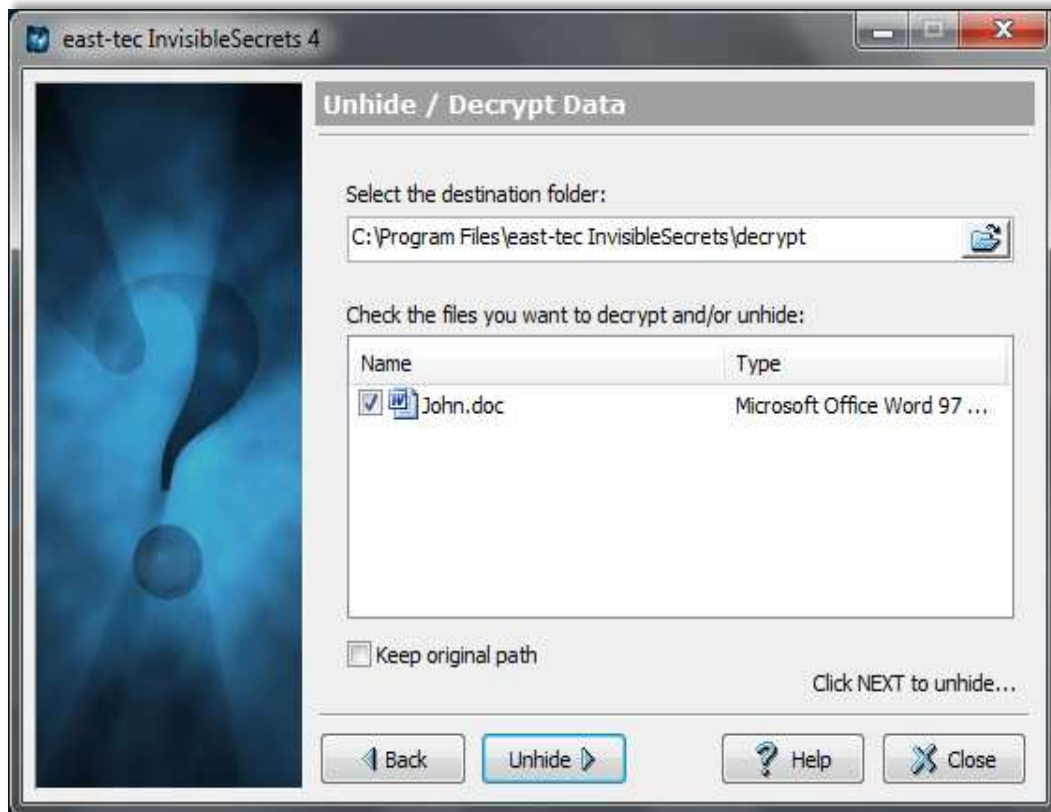 east-tec InvisibleSecrets 4
Unhide / Decrypt Data
Select the destination folder:
C:\Program Files\east-tec InvisibleSecrets\decrypt
Check the files you want to decrypt and/or unhide:
Name Type
John.doc Microsoft Office Word 97 ...
Keep original path
Click NEXT to unhide...
Back Unhide Help Close